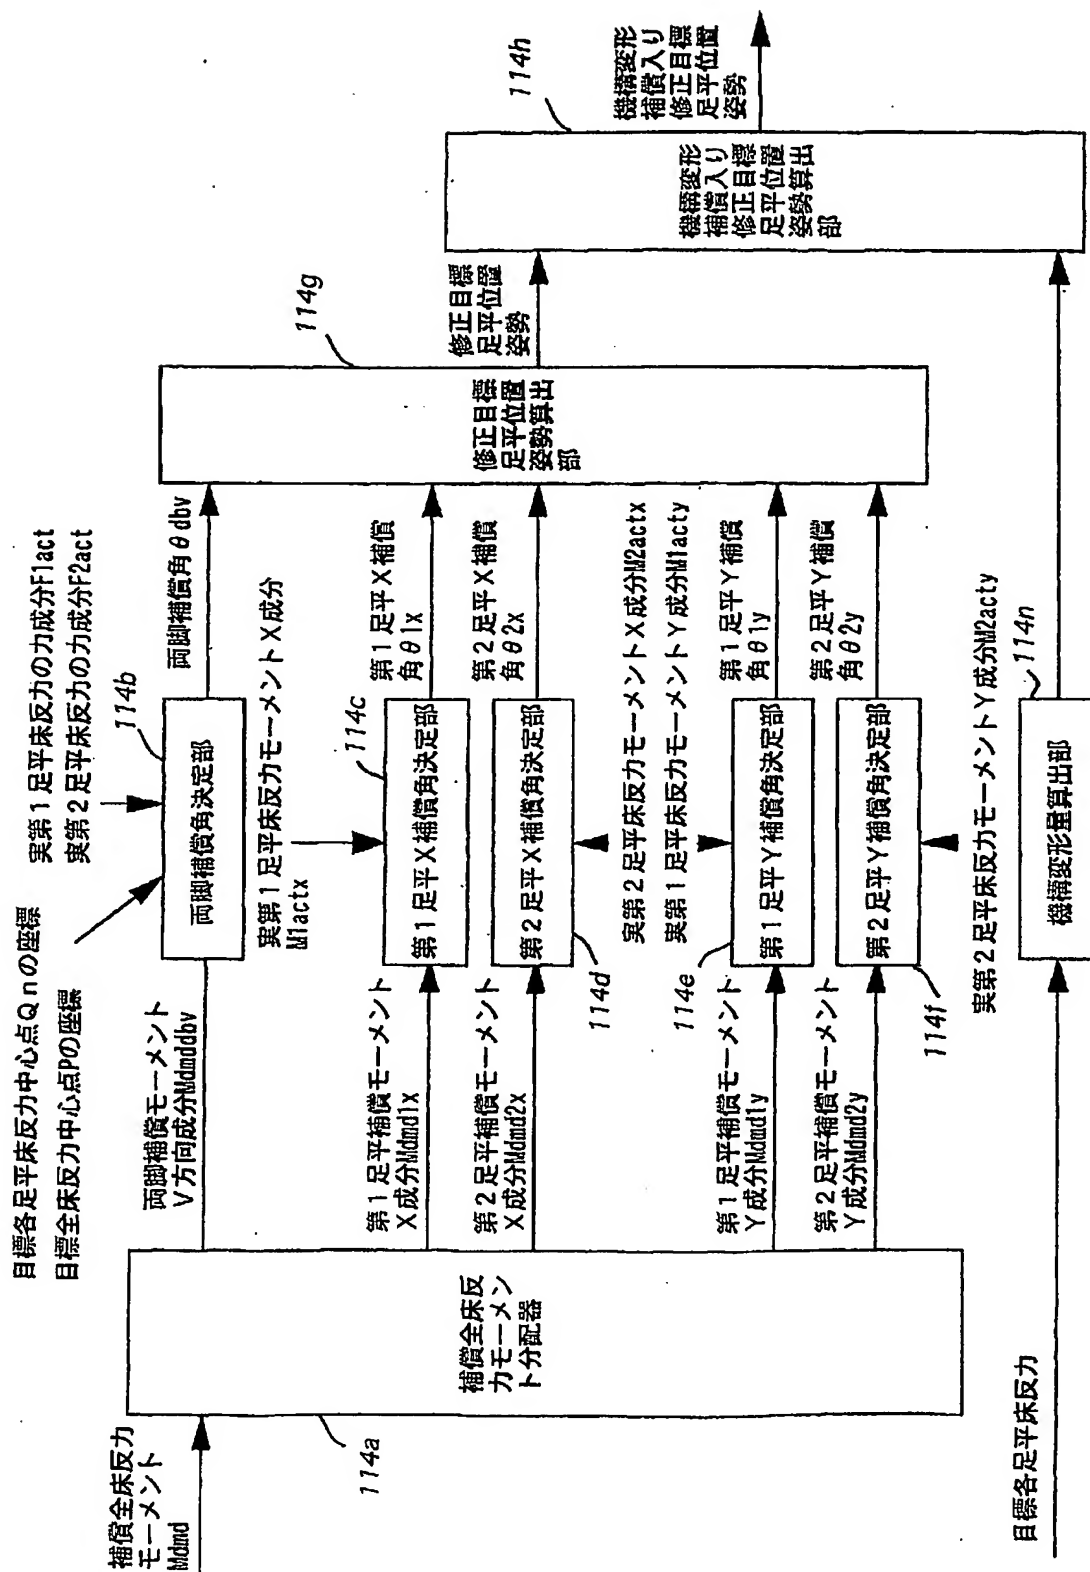 目標各足平床反力中心点Qnの座標
目標全床反力中心点Pの座標
実第1足平床反力の力成分F1act
実第2足平床反力の力成分F2act
補償全床反力
モーメント
Mdmd
114a
補償全床反
力モーメン
ト分配器
両脚補償モーメント
V方向成分Mdmddbv
114b
両脚補償角決定部
両脚補償角θdbv
実第1足平床反力モーメントX成分
M1actx
第1足平補償モーメント
X成分Mdmd1x
114c
第1足平X補償角決定部
第1足平X補償
角θ1x
第2足平補償モーメント
X成分Mdmd2x
114d
第2足平X補償角決定部
第2足平X補償
角θ2x
実第2足平床反力モーメントX成分M2actx
実第1足平床反力モーメントY成分M1acty
第1足平補償モーメント
Y成分Mdmd1y
114e
第1足平Y補償角決定部
第1足平Y補償
角θ1y
第2足平補償モーメント
Y成分Mdmd2y
114f
第2足平Y補償角決定部
第2足平Y補償
角θ2y
実第2足平床反力モーメントY成分M2acty
目標各足平床反力
114n
機構変形量算出部
114g
修正目標
足平位置
姿勢算出
部
修正目標
足平位置
姿勢
114h
機構変形
補償入り
修正目標
足平位置
姿勢算出
部
機構変形
補償入り
修正目標
足平位置
姿勢